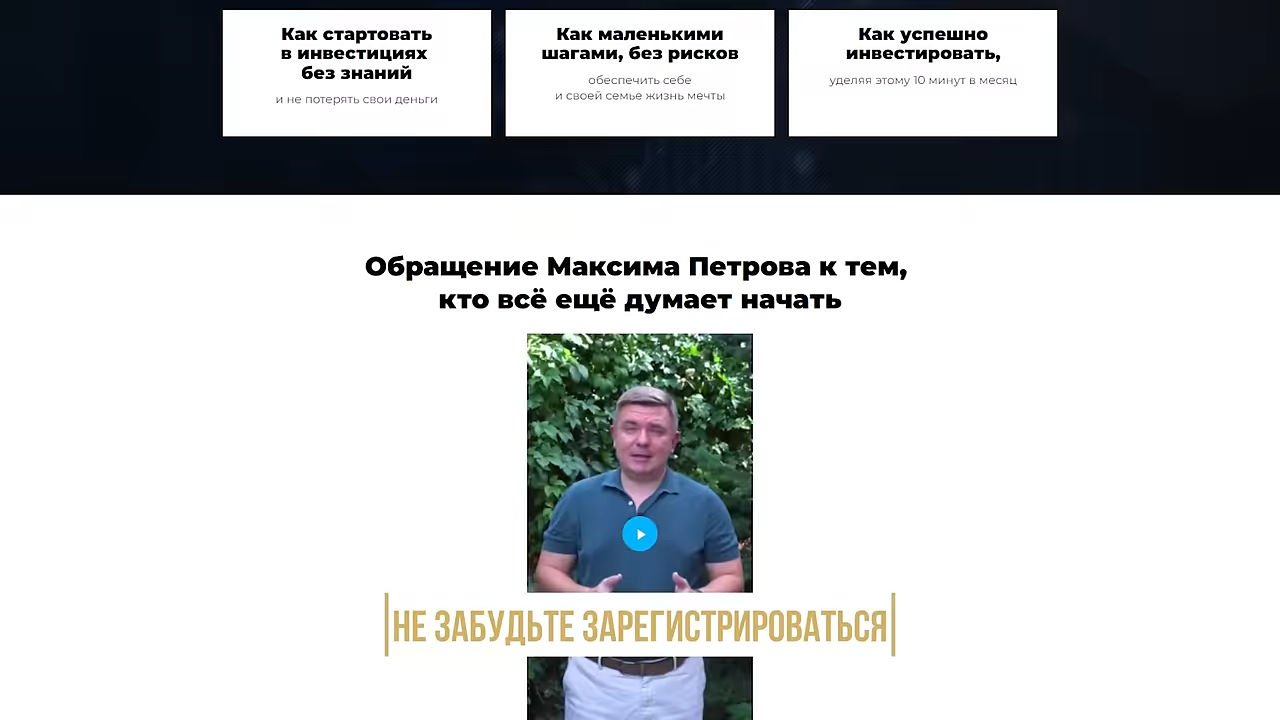 Как стартовать
в инвестициях
без знаний
и не потерять свои деньги
Как маленькими
шагами, без рисков
обеспечить себе
и своей семье жизнь мечты
Как успешно
инвестировать,
уделяя этому 10 минут в месяц
Обращение Максима Петрова к тем,
кто всё ещё думает начать
НЕ ЗАБУДЬТЕ ЗАРЕГИСТРИРОВАТЬСЯ